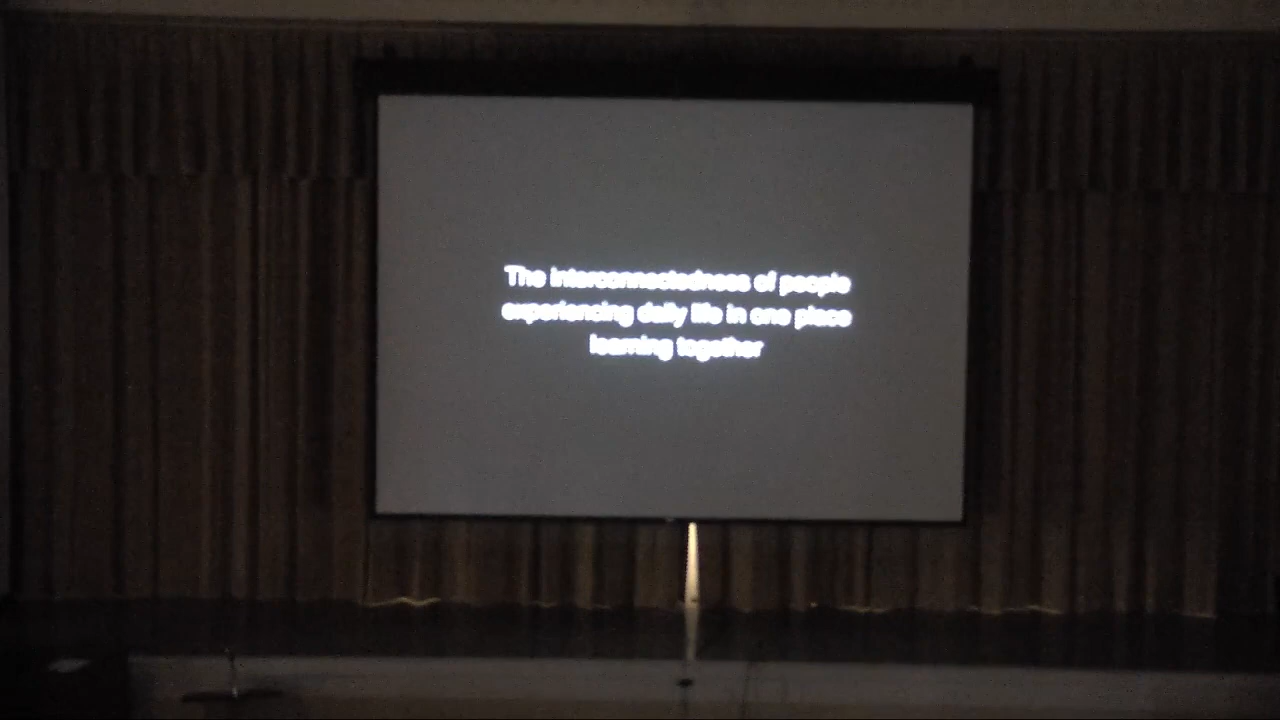 The interconnectedness of people
experiencing daily life in one place
learning together